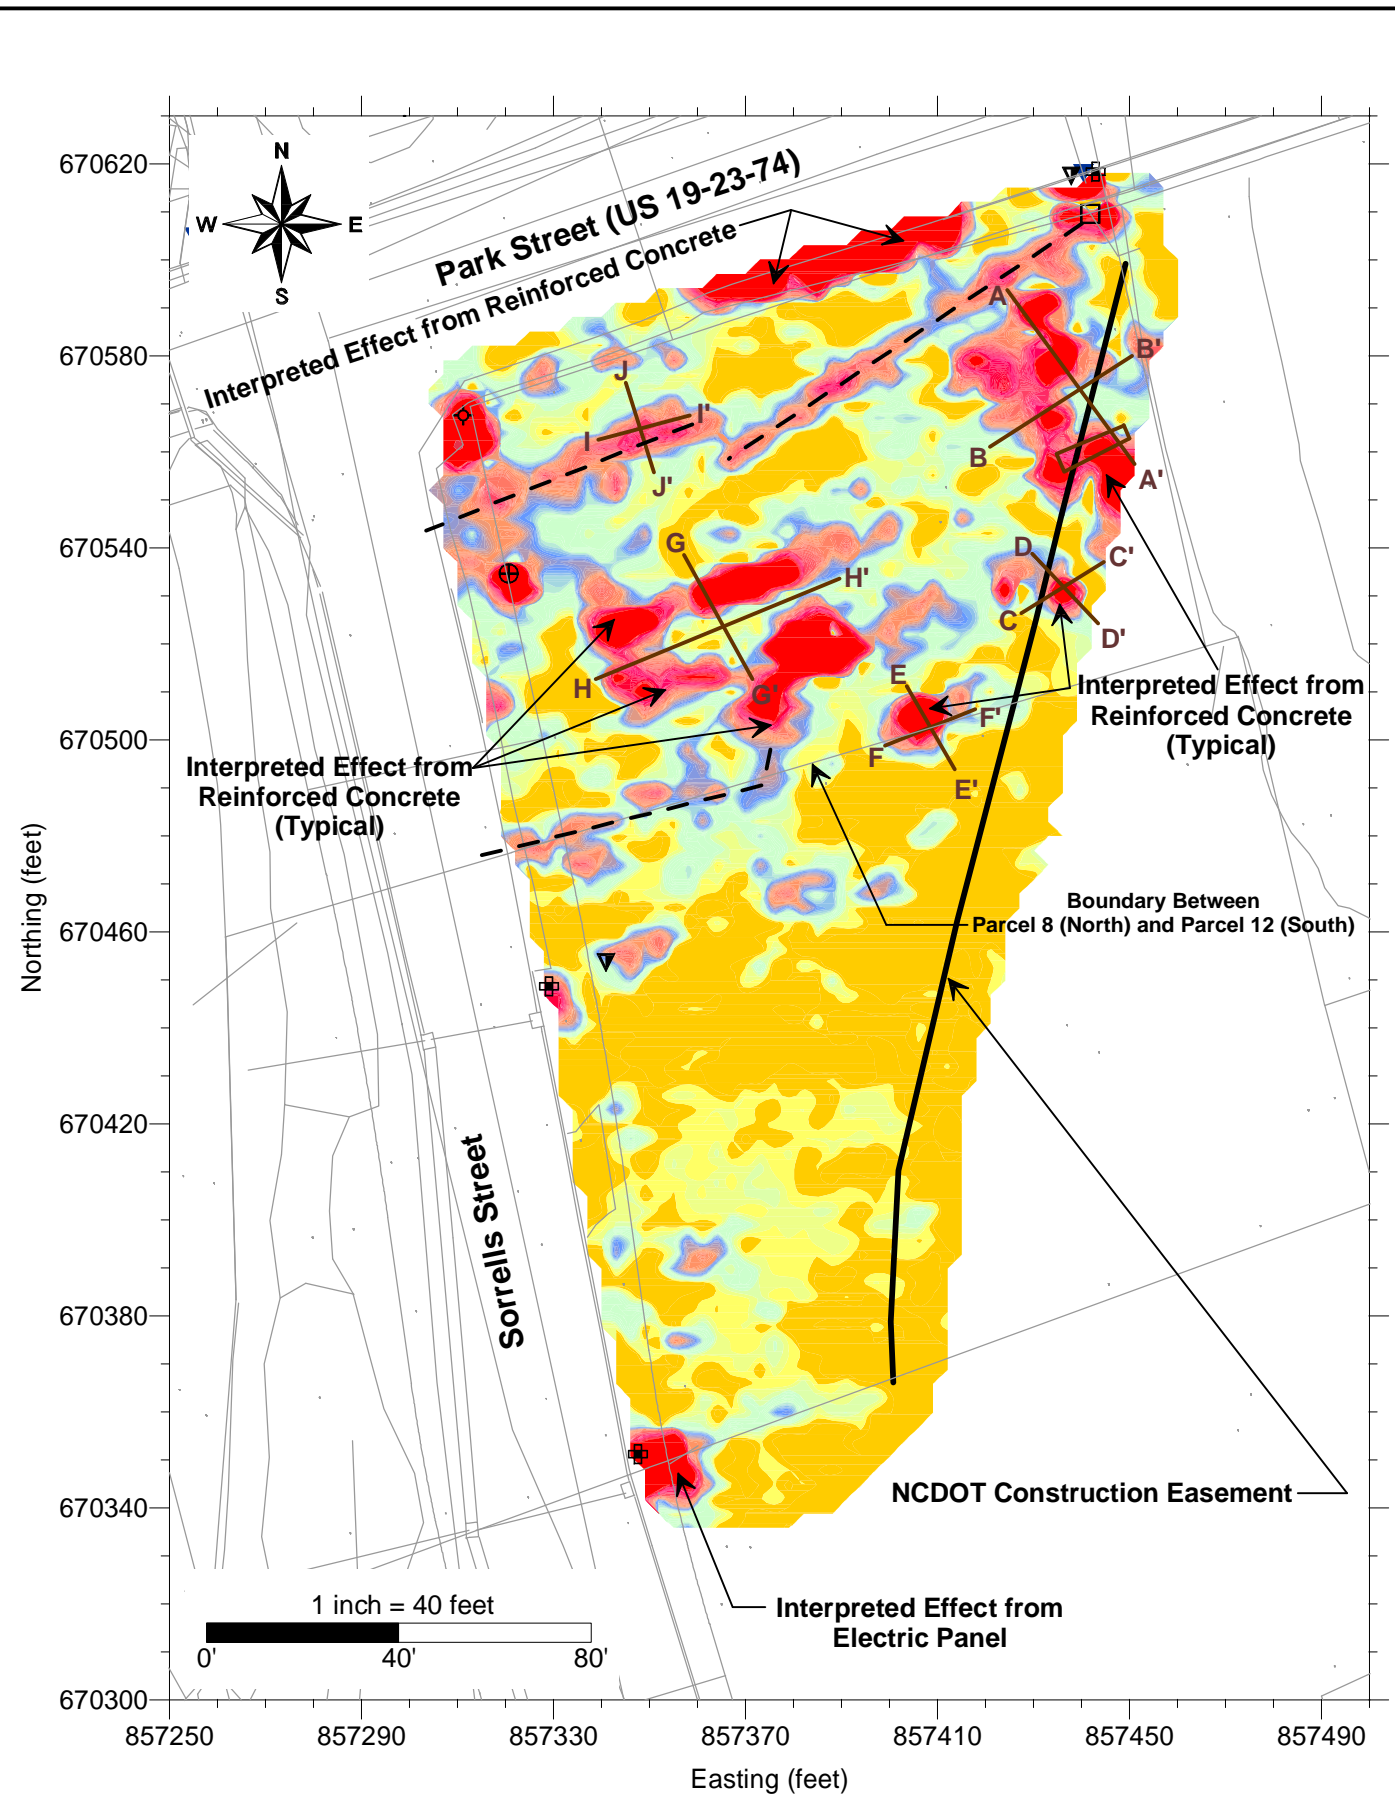 N
W
E
S
Park Street (US 19-23-74)
Interpreted Effect from Reinforced Concrete
670620
670580
670540
670500
670460
670420
670380
670340
670300
Northing (feet)
A
B'
J
I'
I
B
A'
J'
G
D
C'
H'
C
D'
H
G'
E
F'
F
E'
Interpreted Effect from
Reinforced Concrete
(Typical)
Interpreted Effect from
Reinforced Concrete
(Typical)
Boundary Between
Parcel 8 (North) and Parcel 12 (South)
Sorrells Street
NCDOT Construction Easement
Interpreted Effect from
Electric Panel
1 inch = 40 feet
0'
40'
80'
857250
857290
857330
857370
857410
857450
857490
Easting (feet)